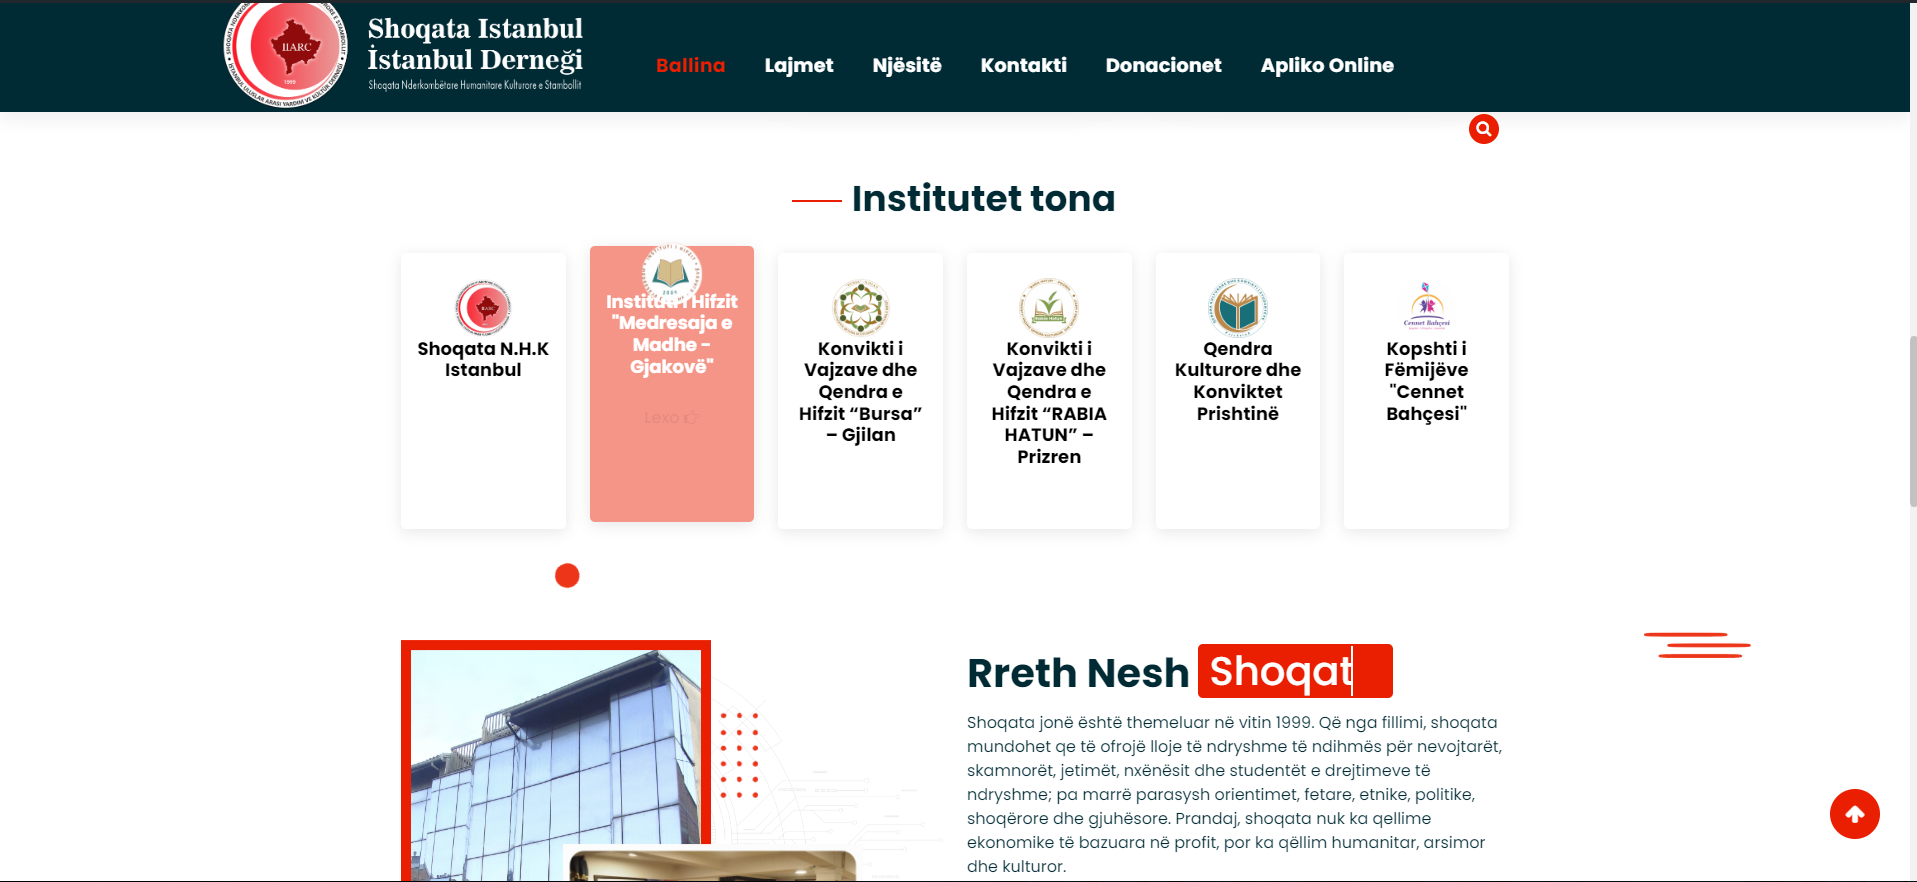 IIARC
1999
Shoqata Istanbul
İstanbul Derneği
Shoqata Nderkombëtare Humanitare Kulturore e Stambollit
Ballina
Lajmet
Njësitë
Kontakti
Donacionet
Apliko Online
Institutet tona
Shoqata N.H.K
Istanbul
Instituti i Hifzit
"Medresaja e
Madhe -
Gjakovë"
Lexo
Konvikti i
Vajzave dhe
Qendra e
Hifzit “Bursa”
– Gjilan
Konvikti i
Vajzave dhe
Qendra e
Hifzit “RABIA
HATUN” –
Prizren
Qendra
Kulturore dhe
Konviktet
Prishtinë
Cennet Bahçesi
Kopshti i
Fëmijëve
"Cennet
Bahçesi"
Rreth Nesh Shoqat
Shoqata jonë është themeluar në vitin 1999. Që nga fillimi, shoqata
mundohet qe të ofrojë lloje të ndryshme të ndihmës për nevojtarët,
skamnorët, jetimët, nxënësit dhe studentët e drejtimeve të
ndryshme; pa marrë parasysh orientimet, fetare, etnike, politike,
shoqërore dhe gjuhësore. Prandaj, shoqata nuk ka qellime
ekonomike të bazuara në profit, por ka qëllim humanitar, arsimor
dhe kulturor.